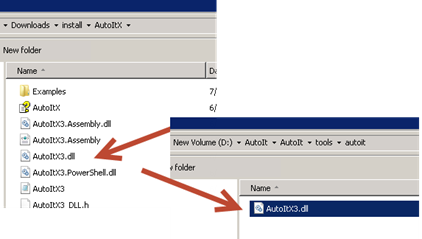 Downloads ▾ install ▾ AutoItX ▾
New folder
Name
Da
Examples
7/
AutoItX
6/
AutoItX3.Assembly.dll
AutoItX3.Assembly
AutoItX3.dll
AutoItX3.PowerShell.dll
AutoItX3
AutoItX3_DLL.h
New Volume (D:) ▾ AutoIt ▾ AutoIt ▾ tools ▾ autoit
folder
Name
AutoItX3.dll